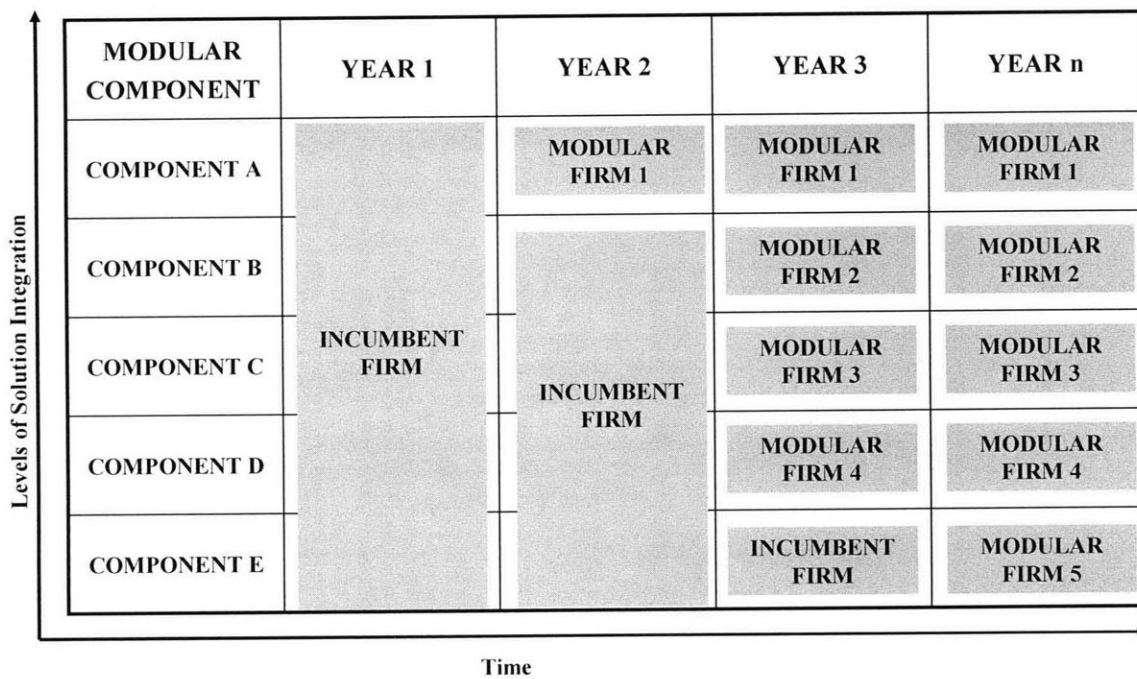 MODULAR
COMPONENT
YEAR 1
YEAR 2
YEAR 3
YEAR n
COMPONENT A
MODULAR
FIRM 1
MODULAR
FIRM 1
MODULAR
FIRM 1
COMPONENT B
MODULAR
FIRM 2
MODULAR
FIRM 2
INCUMBENT
FIRM
COMPONENT C
MODULAR
FIRM 3
MODULAR
FIRM 3
INCUMBENT
FIRM
COMPONENT D
MODULAR
FIRM 4
MODULAR
FIRM 4
COMPONENT E
INCUMBENT
FIRM
MODULAR
FIRM 5
Levels of Solution Integration
Time